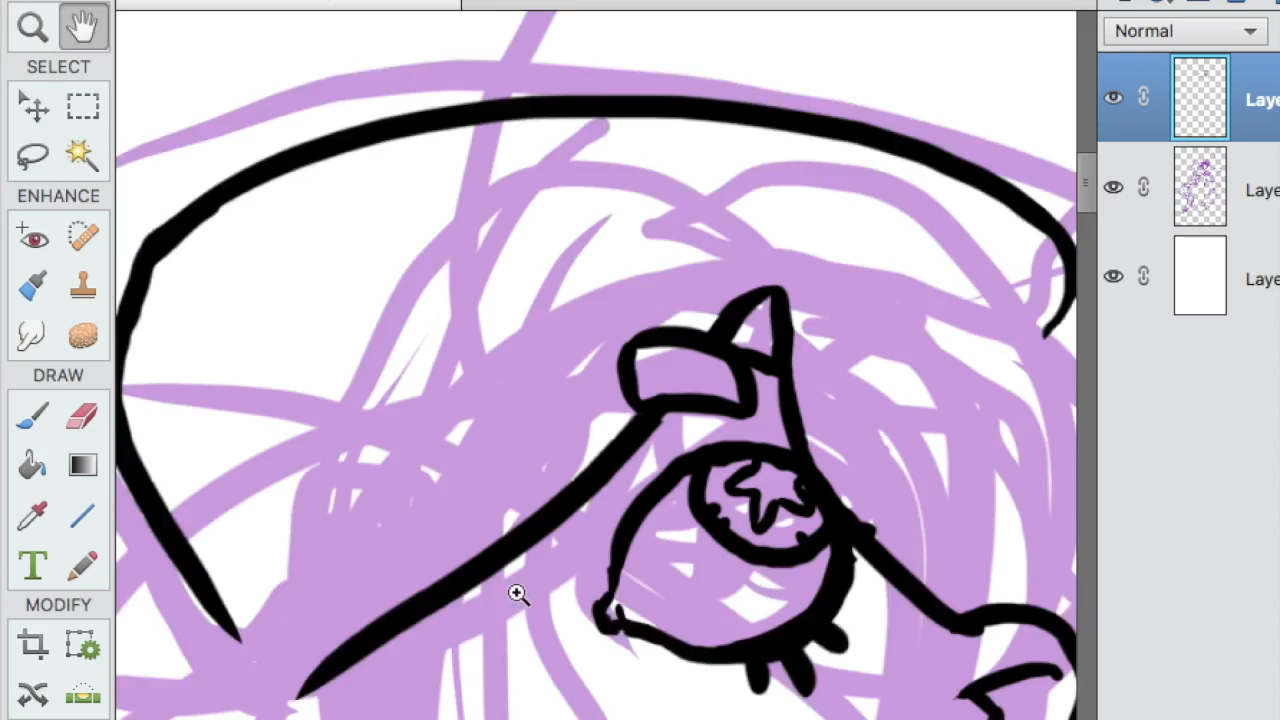 Normal
SELECT
Laye
ENHANCE
Laye
Laye
DRAW
T
MODIFY